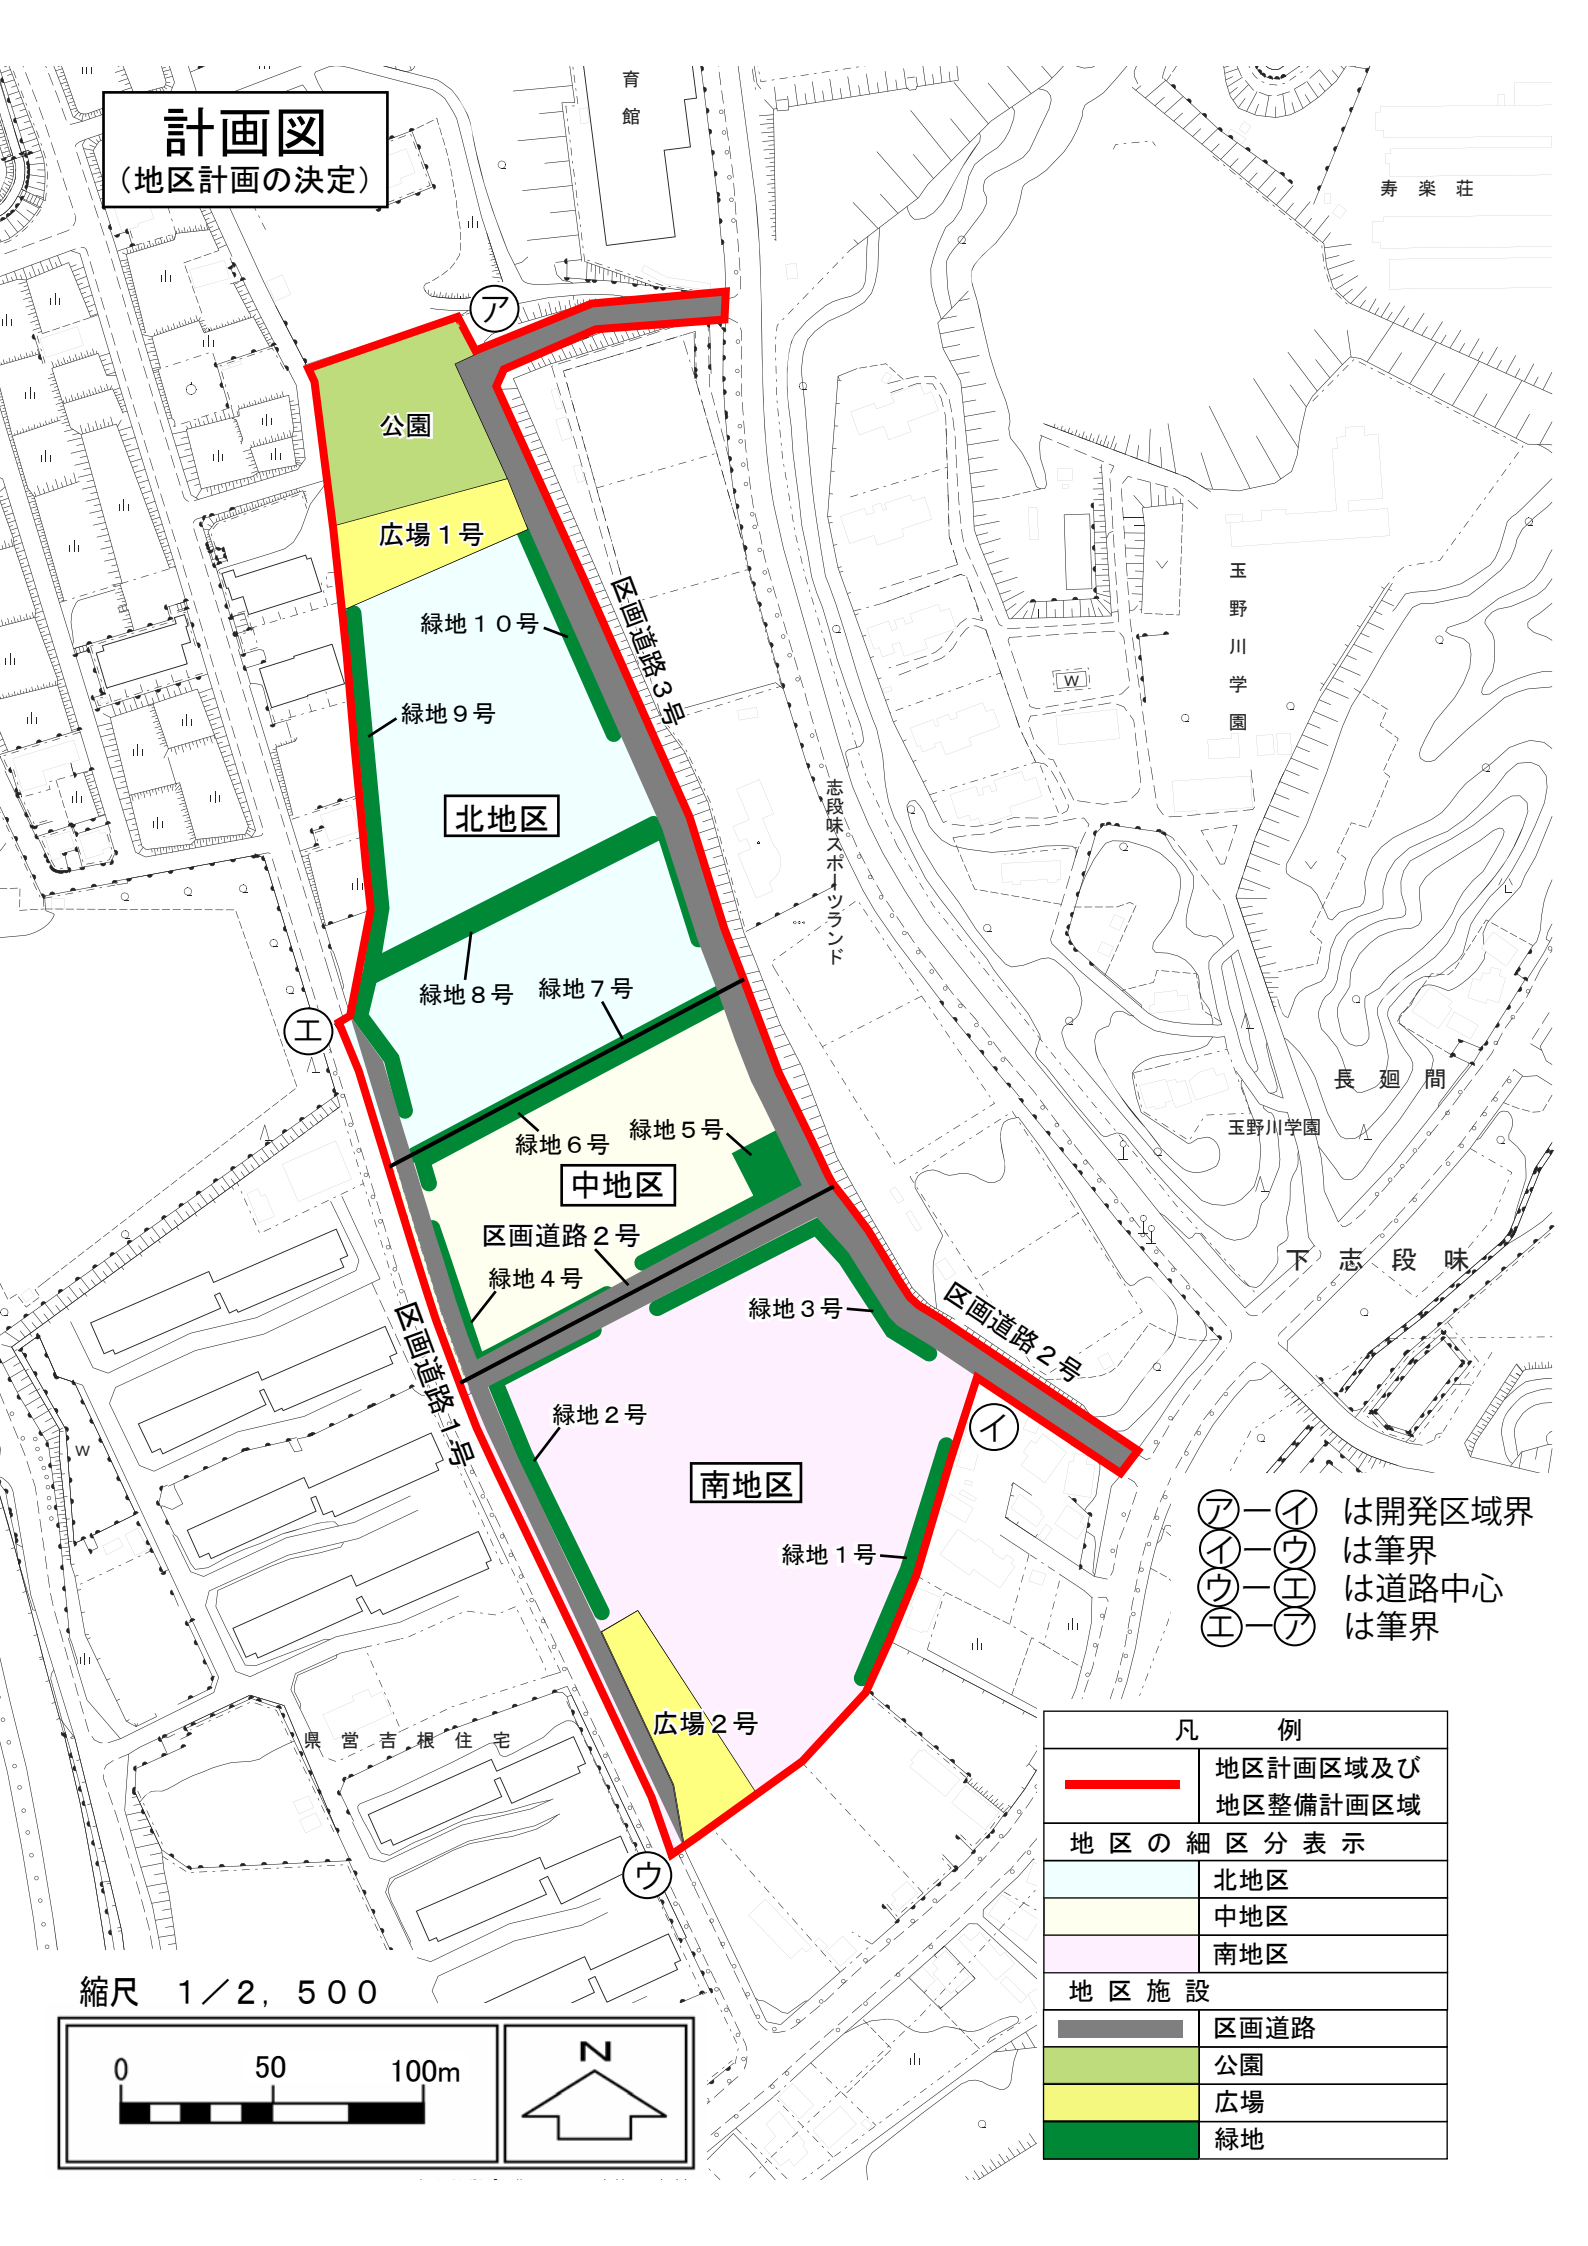 計画図
（地区計画の決定）
育館
寿楽荘
ア
公園
広場１号
緑地１０号
区画道路３号
緑地９号
北地区
玉野川学園
W
志段味スポーツランド
緑地８号
緑地７号
エ
長廻間
玉野川学園
緑地６号
緑地５号
中地区
区画道路２号
緑地４号
下志段味
緑地３号
区画道路２号
区画道路１号
緑地２号
イ
W
南地区
緑地１号
ア－イ　は開発区域界
イ－ウ　は筆界
ウ－エ　は道路中心
エ－ア　は筆界
広場２号
県営吉根住宅
ウ
凡　例
地区計画区域及び
地区整備計画区域
地区の細区分表示
北地区
中地区
南地区
地区施設
区画道路
公園
広場
緑地
縮尺　１／２，５００
0　50　100m
N